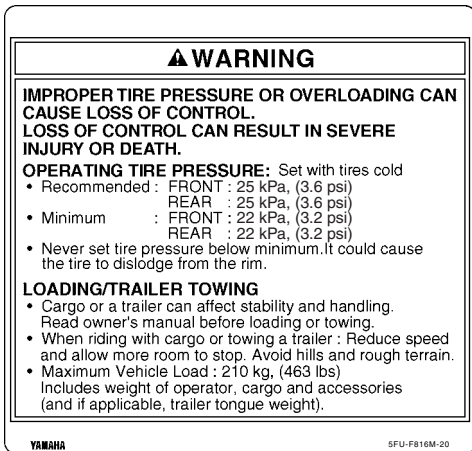 ⚠WARNING
IMPROPER TIRE PRESSURE OR OVERLOADING CAN
CAUSE LOSS OF CONTROL.
LOSS OF CONTROL CAN RESULT IN SEVERE
INJURY OR DEATH.
OPERATING TIRE PRESSURE: Set with tires cold
• Recommended : FRONT : 25 kPa, (3.6 psi)
REAR : 25 kPa, (3.6 psi)
• Minimum : FRONT : 22 kPa, (3.2 psi)
REAR : 22 kPa, (3.2 psi)
• Never set tire pressure below minimum.It could cause
the tire to dislodge from the rim.
LOADING/TRAILER TOWING
• Cargo or a trailer can affect stability and handling.
Read owner's manual before loading or towing.
• When riding with cargo or towing a trailer : Reduce speed
and allow more room to stop. Avoid hills and rough terrain.
• Maximum Vehicle Load : 210 kg, (463 lbs)
Includes weight of operator, cargo and accessories
(and if applicable, trailer tongue weight).
YAMAHA 5FU-F816M-20